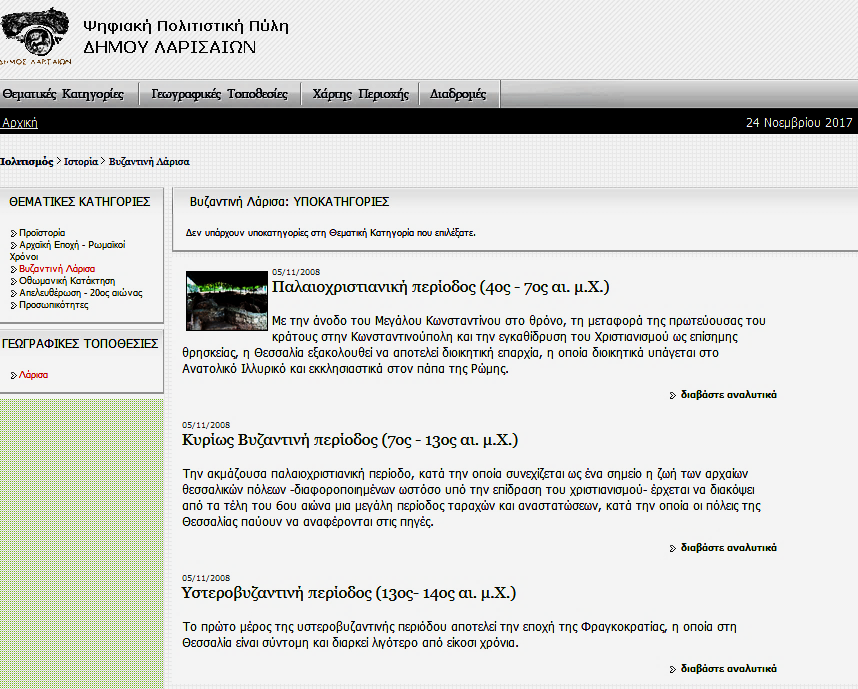 Ψηφιακή Πολιτιστική Πύλη
ΔΗΜΟΥ ΛΑΡΙΣΑΙΩΝ
ΔΗΜΟΣ ΛΑΡΙΣΑΙΩΝ
Θεματικές Κατηγορίες
Γεωγραφικές Τοποθεσίες
Χάρτης Περιοχής
Διαδρομές
Αρχική
24 Νοεμβρίου 2017
Πολιτισμός > Ιστορία > Βυζαντινή Λάρισα
ΘΕΜΑΤΙΚΕΣ ΚΑΤΗΓΟΡΙΕΣ
Προϊστορία
Αρχαϊκή Εποχή - Ρωμαϊκοί
Χρόνοι
Βυζαντινή Λάρισα
Οθωμανική Κατάκτηση
Απελευθέρωση - 20ος αιώνας
Προσωπικότητες
ΓΕΩΓΡΑΦΙΚΕΣ ΤΟΠΟΘΕΣΙΕΣ
Λάρισα
Βυζαντινή Λάρισα: ΥΠΟΚΑΤΗΓΟΡΙΕΣ
Δεν υπάρχουν υποκατηγορίες στη Θεματική Κατηγορία που επιλέξατε.
05/11/2008
Παλαιοχριστιανική περίοδος (4ος - 7ος αι. μ.Χ.)
Με την άνοδο του Μεγάλου Κωνσταντίνου στο θρόνο, τη μεταφορά της πρωτεύουσας του
κράτους στην Κωνσταντινούπολη και την εγκαθίδρυση του Χριστιανισμού ως επίσημης
θρησκείας, η Θεσσαλία εξακολουθεί να αποτελεί διοικητική επαρχία, η οποία διοικητικά υπάγεται στο
Ανατολικό Ιλλυρικό και εκκλησιαστικά στον πάπα της Ρώμης.
διαβάστε αναλυτικά
05/11/2008
Κυρίως Βυζαντινή περίοδος (7ος - 13ος αι. μ.Χ.)
Την ακμάζουσα παλαιοχριστιανική περίοδο, κατά την οποία συνεχίζεται ως ένα σημείο η ζωή των αρχαίων
θεσσαλικών πόλεων -διαφοροποιημένων ωστόσο υπό την επίδραση του χριστιανισμού- έρχεται να διακόψει
από τα τέλη του 6ου αιώνα μια μεγάλη περίοδος ταραχών και αναστατώσεων, κατά την οποία οι πόλεις της
Θεσσαλίας παύουν να αναφέρονται στις πηγές.
διαβάστε αναλυτικά
05/11/2008
Υστεροβυζαντινή περίοδος (13ος- 14ος αι. μ.Χ.)
Το πρώτο μέρος της υστεροβυζαντινής περιόδου αποτελεί την εποχή της Φραγκοκρατίας, η οποία στη
Θεσσαλία είναι σύντομη και διαρκεί λιγότερο από είκοσι χρόνια.
διαβάστε αναλυτικά